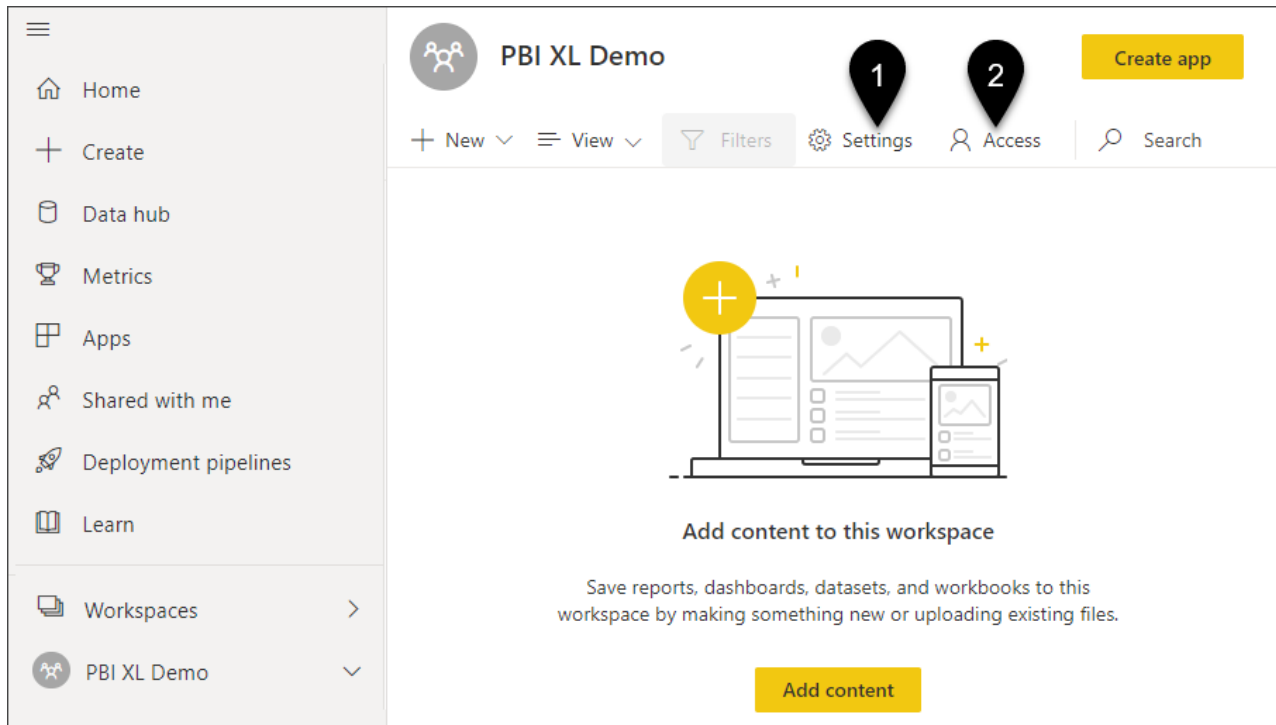 Home
Create
Data hub
Metrics
Apps
Shared with me
Deployment pipelines
Learn
Workspaces
PBI XL Demo
PBI XL Demo
1
2
Create app
New
View
Filters
Settings
Access
Search
Add content to this workspace
Save reports, dashboards, datasets, and workbooks to this
workspace by making something new or uploading existing files.
Add content